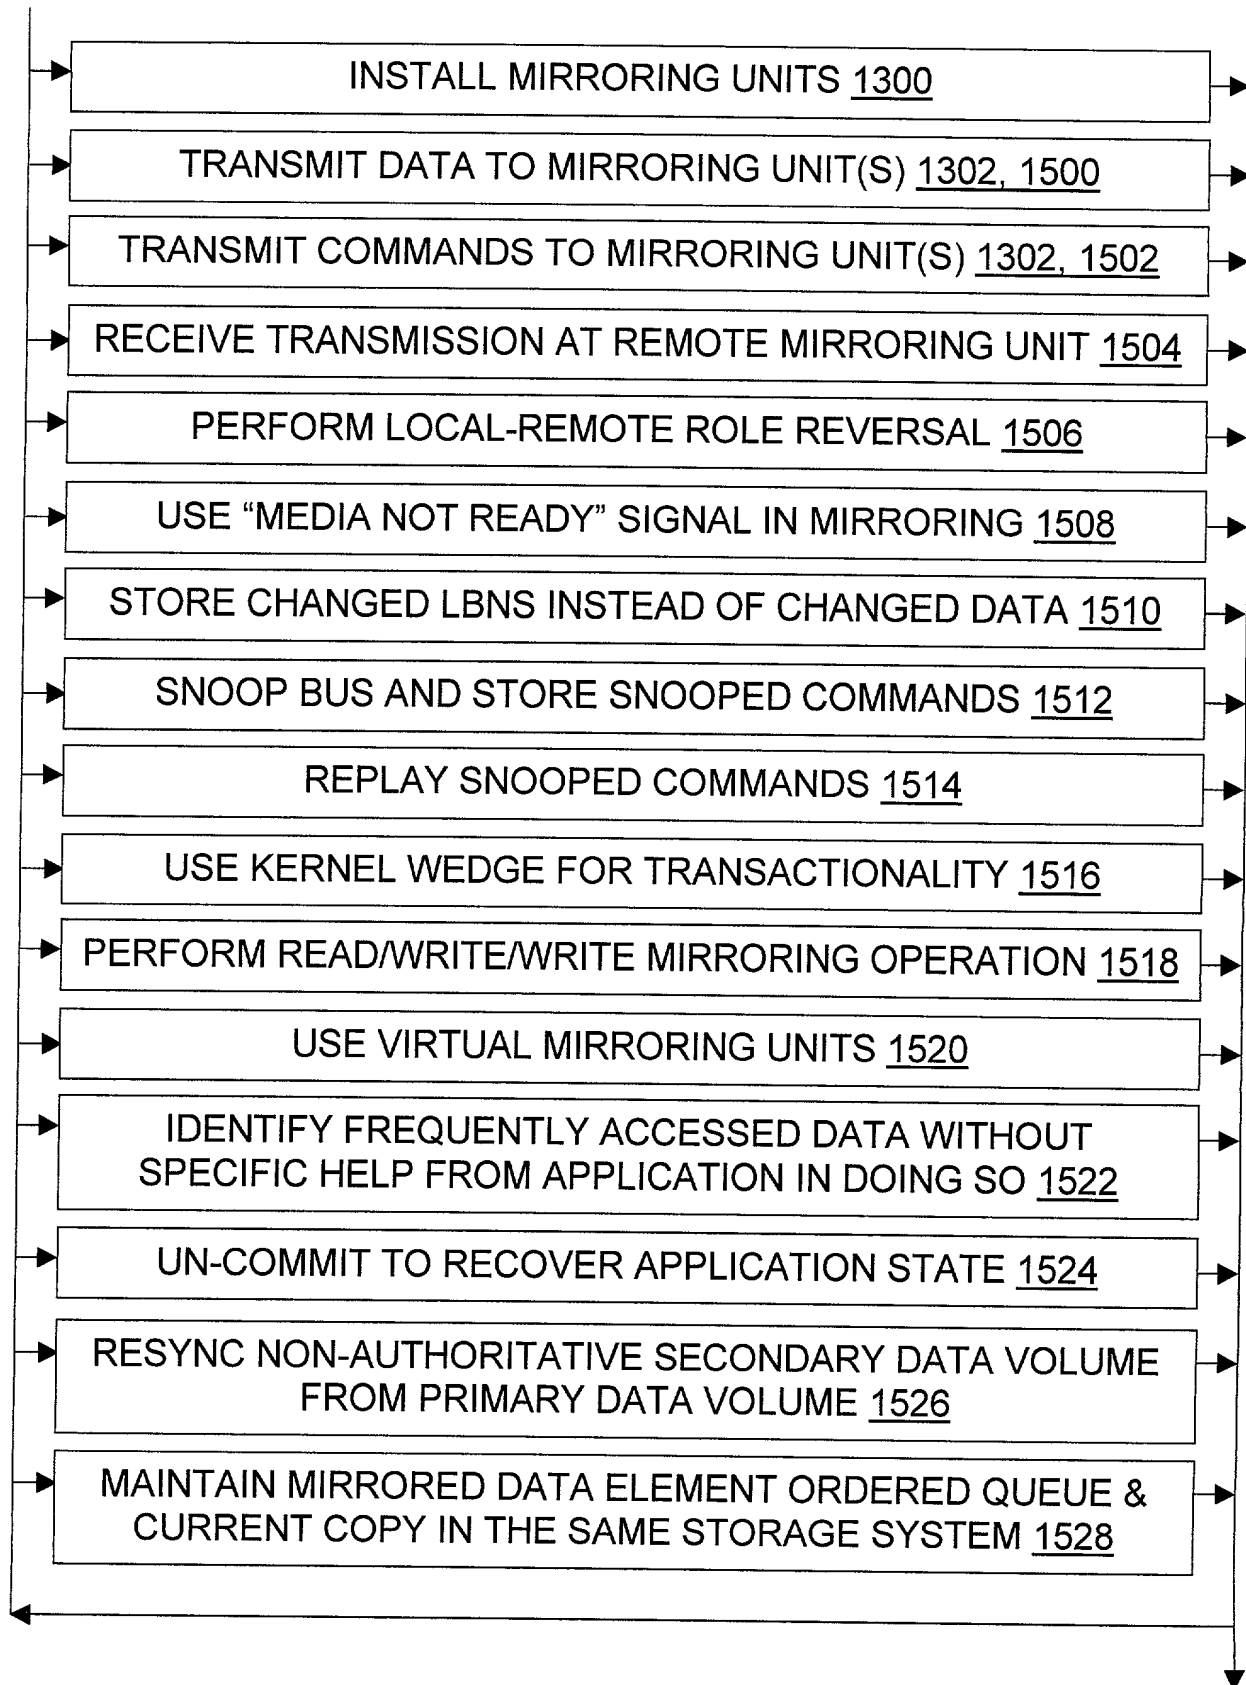 INSTALL MIRRORING UNITS 1300
TRANSMIT DATA TO MIRRORING UNIT(S) 1302, 1500
TRANSMIT COMMANDS TO MIRRORING UNIT(S) 1302, 1502
RECEIVE TRANSMISSION AT REMOTE MIRRORING UNIT 1504
PERFORM LOCAL-REMOTE ROLE REVERSAL 1506
USE “MEDIA NOT READY” SIGNAL IN MIRRORING 1508
STORE CHANGED LBNS INSTEAD OF CHANGED DATA 1510
SNOOP BUS AND STORE SNOOPED COMMANDS 1512
REPLAY SNOOPED COMMANDS 1514
USE KERNEL WEDGE FOR TRANSACTIONALITY 1516
PERFORM READ/WRITE/WRITE MIRRORING OPERATION 1518
USE VIRTUAL MIRRORING UNITS 1520
IDENTIFY FREQUENTLY ACCESSED DATA WITHOUT
SPECIFIC HELP FROM APPLICATION IN DOING SO 1522
UN-COMMIT TO RECOVER APPLICATION STATE 1524
RESYNC NON-AUTHORITATIVE SECONDARY DATA VOLUME
FROM PRIMARY DATA VOLUME 1526
MAINTAIN MIRRORED DATA ELEMENT ORDERED QUEUE &
CURRENT COPY IN THE SAME STORAGE SYSTEM 1528